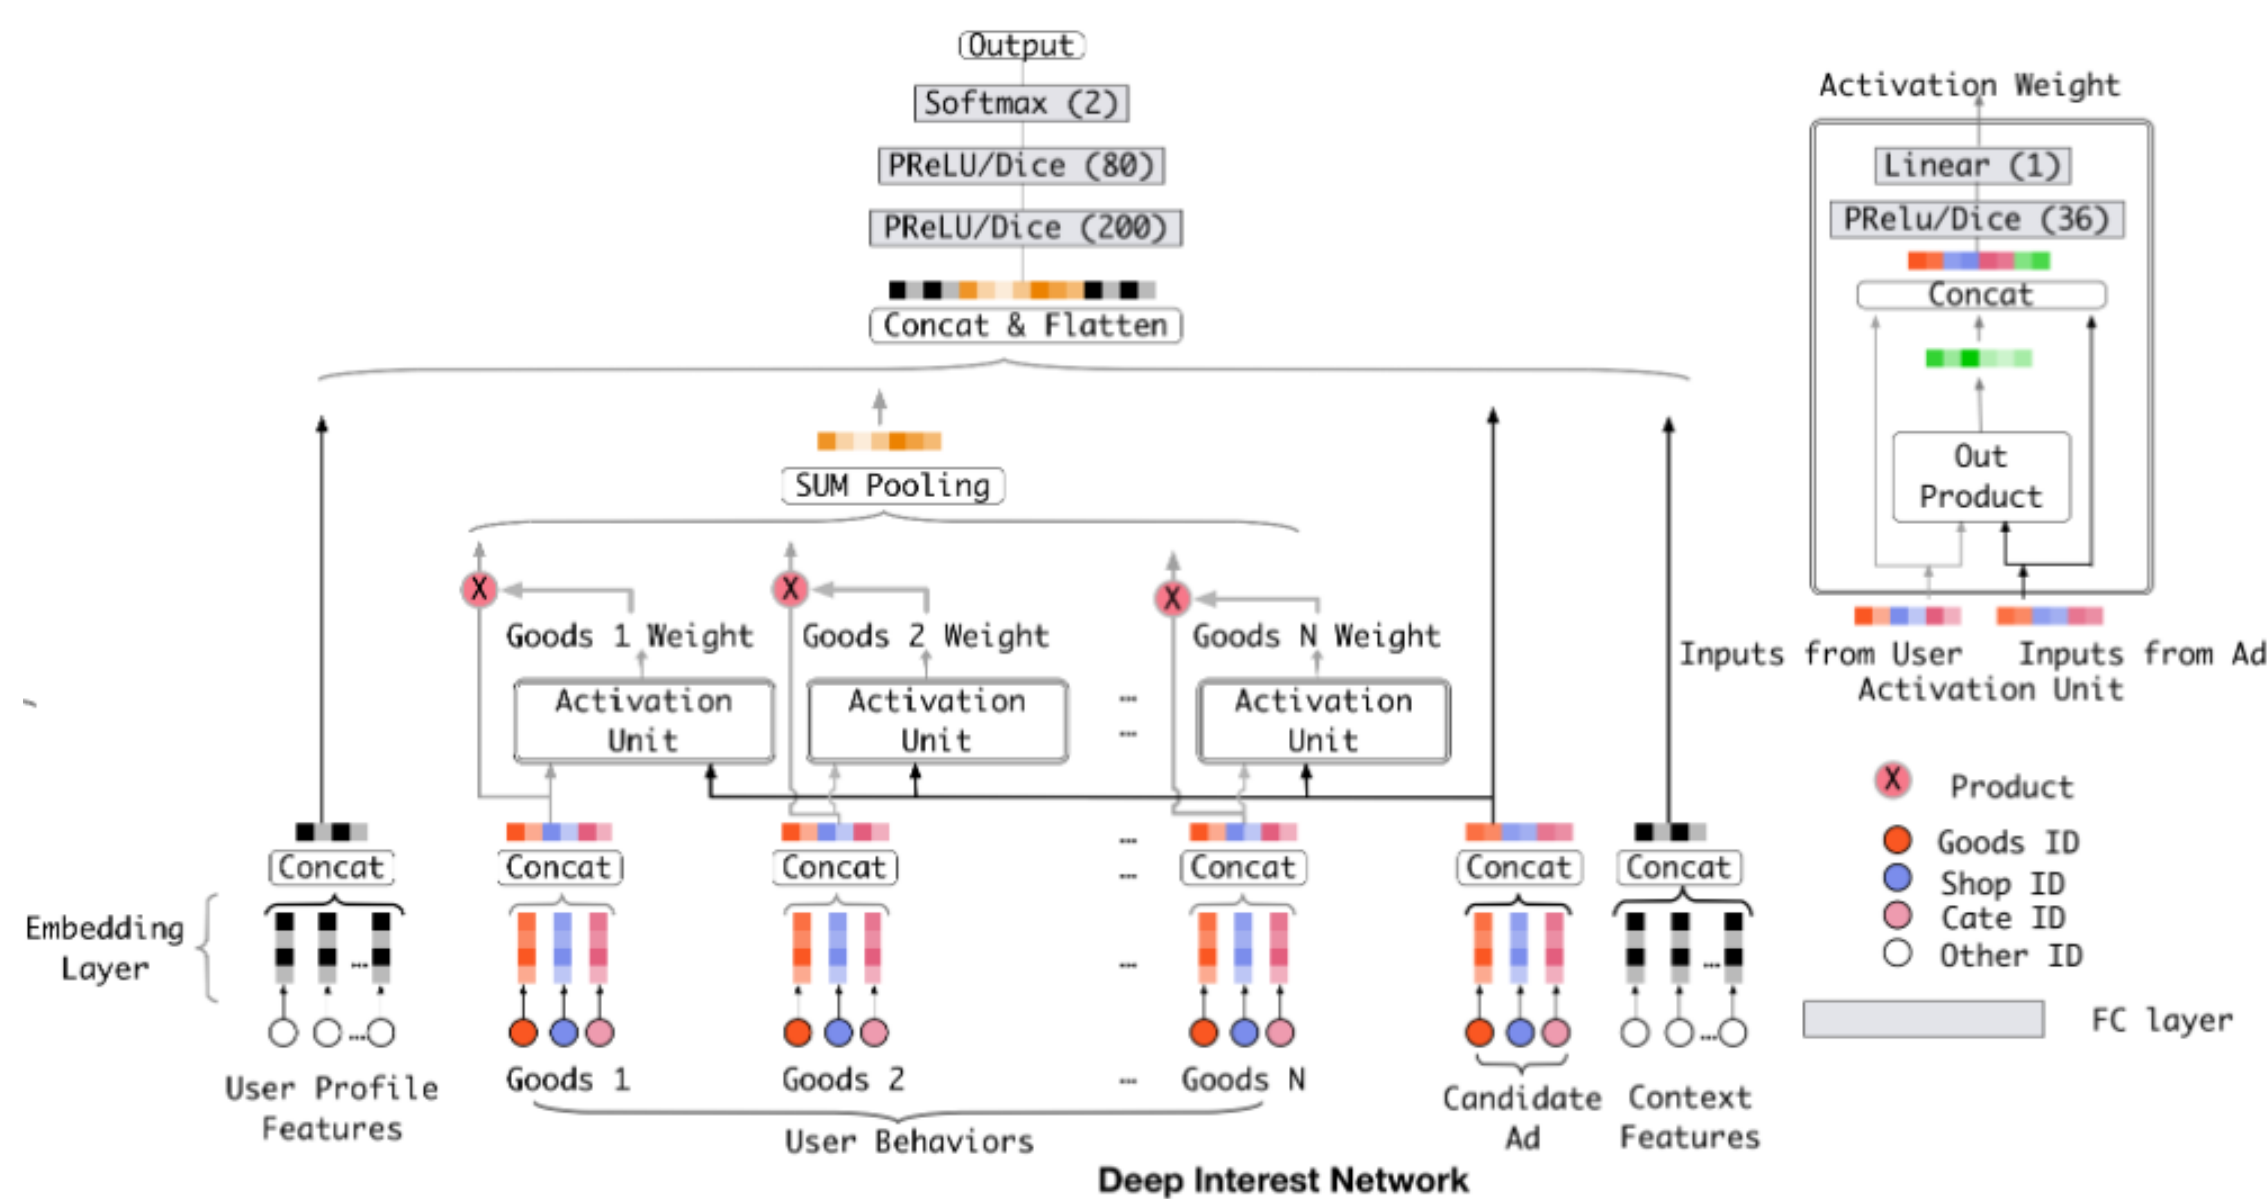 Output
Softmax (2)
PReLU/Dice (80)
PReLU/Dice (200)
Concat & Flatten
SUM Pooling
X
X
X
Goods 1 Weight
Goods 2 Weight
Goods N Weight
Activation
Unit
Activation
Unit
...
...
Activation
Unit
Concat
Concat
Concat
...
...
Concat
Concat
Concat
Embedding
Layer
...
...
...
...
...
User Profile
Features
Goods 1
Goods 2
...
Goods N
User Behaviors
Candidate
Ad
Context
Features
Deep Interest Network
Activation Weight
Linear (1)
PRelu/Dice (36)
Concat
Out
Product
Inputs from User
Inputs from Ad
Activation Unit
X
Product
Goods ID
Shop ID
Cate ID
Other ID
FC layer